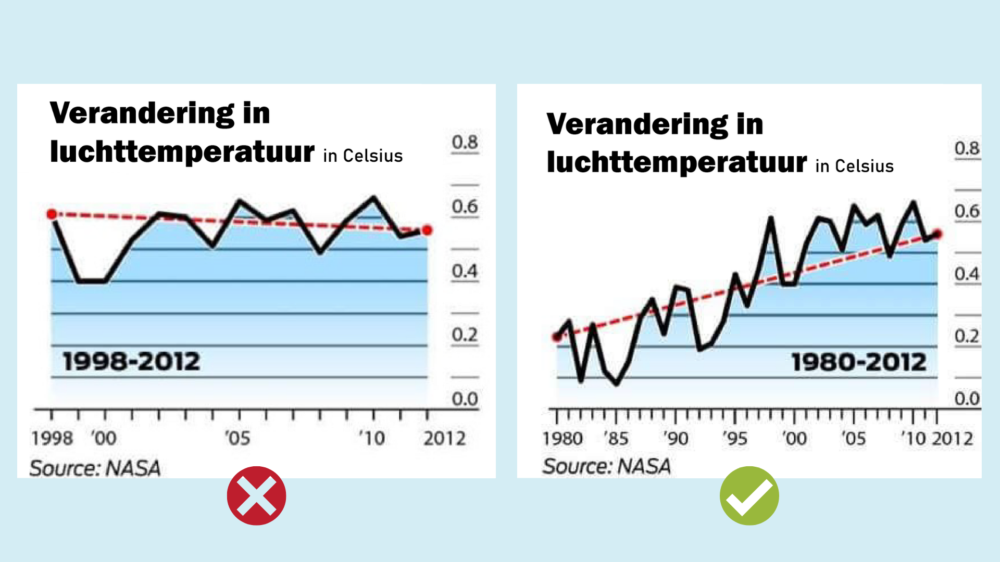 Verandering in
luchttemperatuur in Celsius
0.8
0.6
0.4
0.2
0.0
1998-2012
1998 '00 '05 '10 2012
Source: NASA
Verandering in
luchttemperatuur in Celsius
0.8
0.6
0.4
0.2
0.0
1980-2012
1980 '85 '90 '95 '00 '05 '10 2012
Source: NASA